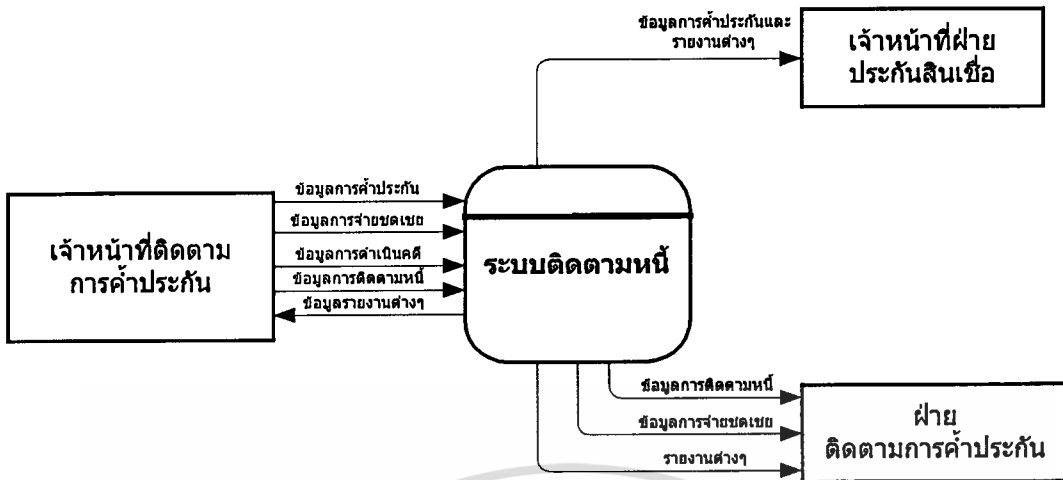 ข้อมูลการค้ำประกันและ
รายงานต่างๆ
เจ้าหน้าที่ฝ่าย
ประกันสินเชื่อ
เจ้าหน้าที่ติดตาม
การค้ำประกัน
ข้อมูลการค้ำประกัน
ข้อมูลการจ่ายชดเชย
ข้อมูลการดำเนินคดี
ข้อมูลการติดตามหนี้
ข้อมูลรายงานต่างๆ
ระบบติดตามหนี้
ข้อมูลการติดตามหนี้
ข้อมูลการจ่ายชดเชย
รายงานต่างๆ
ฝ่าย
ติดตามการค้ำประกัน